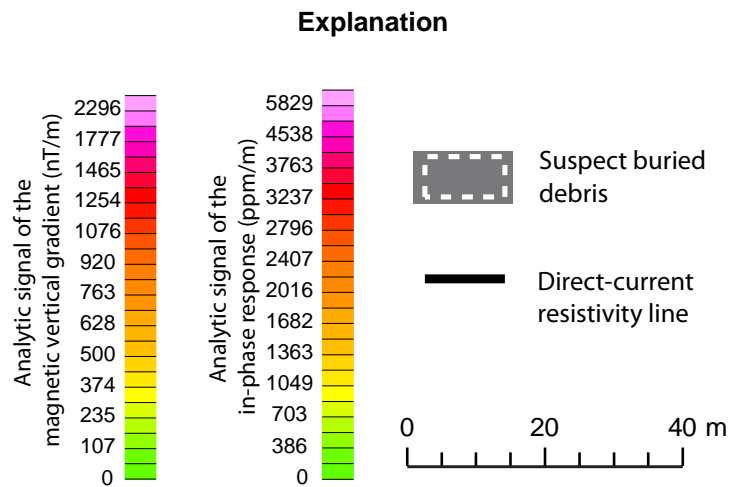 Explanation
Analytic signal of the
magnetic vertical gradient (nT/m)
2296
1777
1465
1254
1076
920
763
628
500
374
235
107
0
Analytic signal of the
in-phase response (ppm/m)
5829
4538
3763
3237
2796
2407
2016
1682
1363
1049
703
386
0
Suspect buried
debris
Direct-current
resistivity line
0 20 40 m